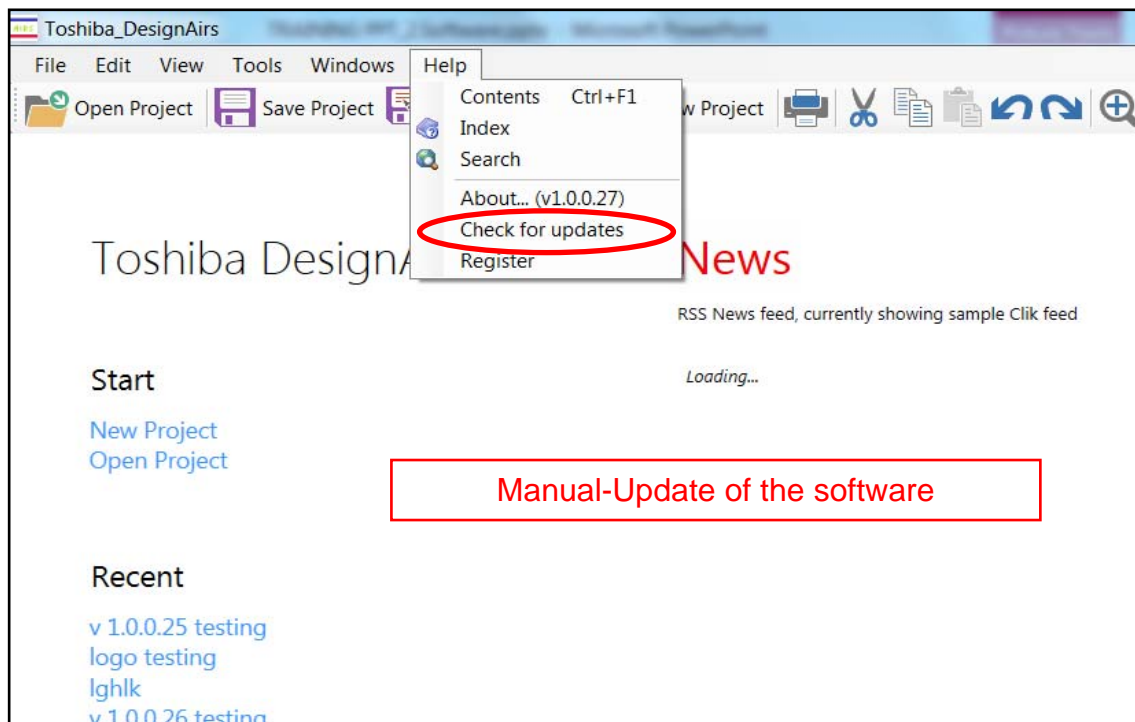 Toshiba_DesignAirs
File Edit View Tools Windows Help
Open Project Save Project w Project
Contents Ctrl+F1
Index
Search
About... (v1.0.0.27)
Check for updates
Register
Toshiba Design
News
RSS News feed, currently showing sample Clik feed
Loading...
Start
New Project
Open Project
Manual-Update of the software
Recent
v 1.0.0.25 testing
logo testing
lghlk
v 1.0.0.26 testing